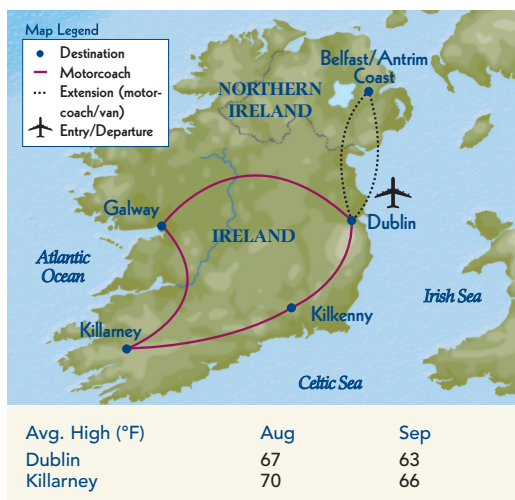 Map Legend
Destination
Motorcoach
Extension (motor-
coach/van)
Entry/Departure
Belfast/Antrim
Coast
NORTHERN
IRELAND
Galway
Dublin
IRELAND
Atlantic
Ocean
Irish Sea
Kilkenny
Killarney
Celtic Sea
Avg. High (°F) Aug Sep
Dublin 67 63
Killarney 70 66